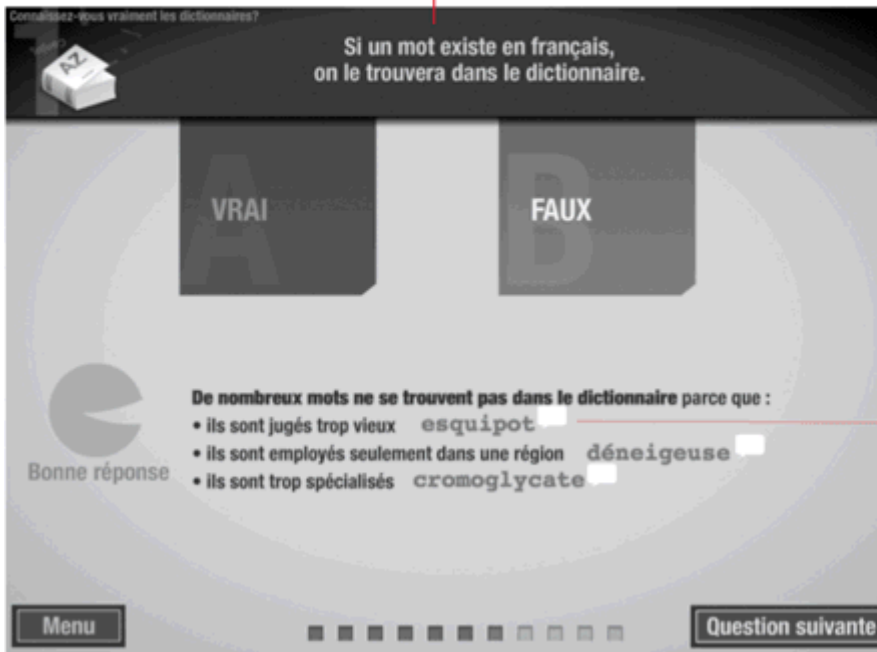 Connaissez-vous vraiment les dictionnaires?
1
AZ
Si un mot existe en français,
on le trouvera dans le dictionnaire.
A
VRAI
B
FAUX
De nombreux mots ne se trouvent pas dans le dictionnaire parce que :
• ils sont jugés trop vieux esquipot
• ils sont employés seulement dans une région déneigeuse
• ils sont trop spécialisés cromoglycate
Bonne réponse
Menu
Question suivante